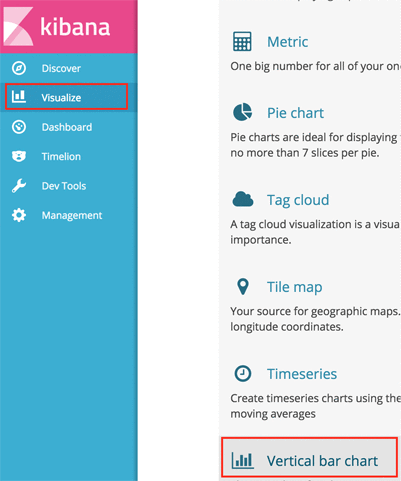 kibana
Discover
Visualize
Dashboard
Timelion
Dev Tools
Management
Metric
One big number for all of your
Pie chart
Pie charts are ideal for displaying
no more than 7 slices per pie.
Tag cloud
A tag cloud visualization is a
importance.
Tile map
Your source for geographic maps.
longitude coordinates.
Timeseries
Create timeseries charts using the
moving averages
Vertical bar chart